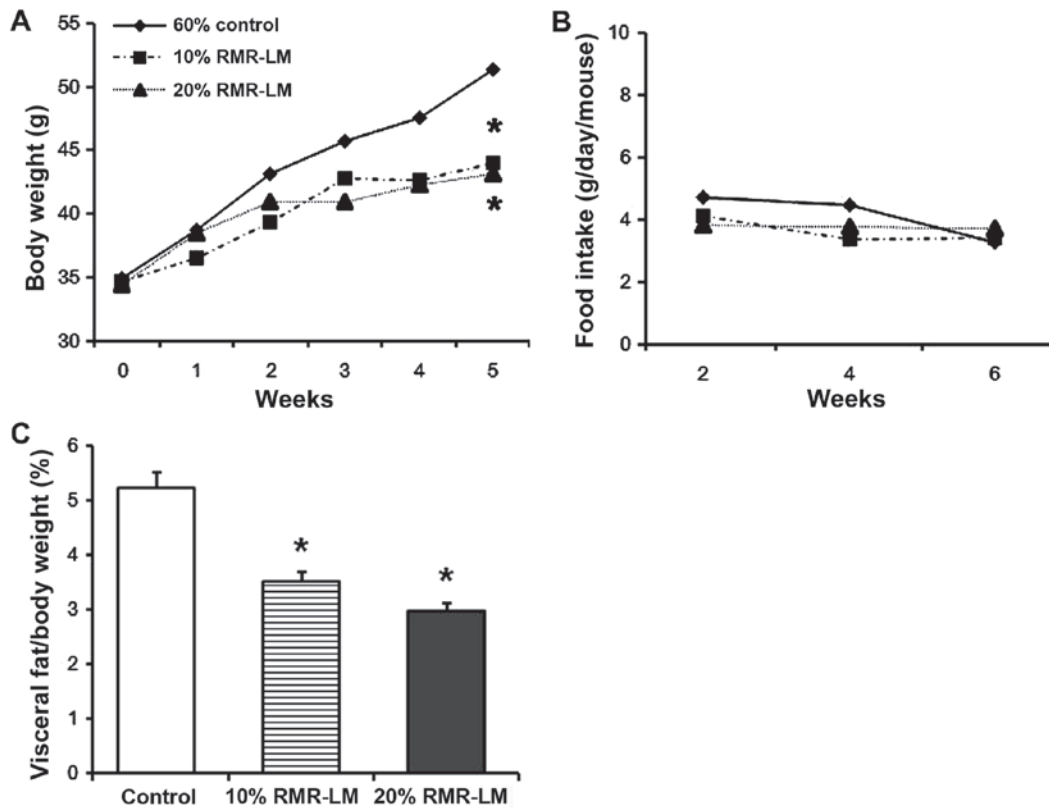 A
55
50
45
40
35
30
Body weight (g)
60% control
10% RMR-LM
20% RMR-LM
*
*
0 1 2 3 4 5
Weeks
B
10
8
6
4
2
0
Food intake (g/day/mouse)
2 4 6
Weeks
C
6
5
4
3
2
1
0
Visceral fat/body weight (%)
*
*
Control 10% RMR-LM 20% RMR-LM